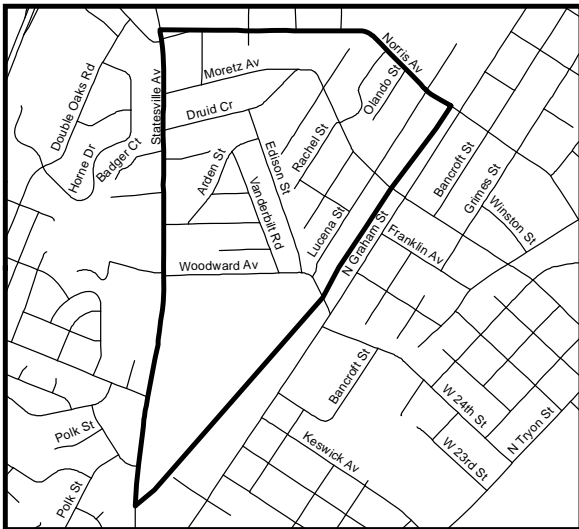 Norris Av
Moretz Av
Olando St
Double Oaks Rd
Statesville Av
Druid Cr
Rachel St
Edison St
Bancroft St
Grimes St
Horne Dr
Badger Ct
Arden St
Vanderbilt Rd
Winston St
Lucena St
N Graham St
Franklin Av
Woodward Av
Bancroft St
W 24th St
N Tryon St
Polk St
Keswick Av
W 23rd St
Polk St